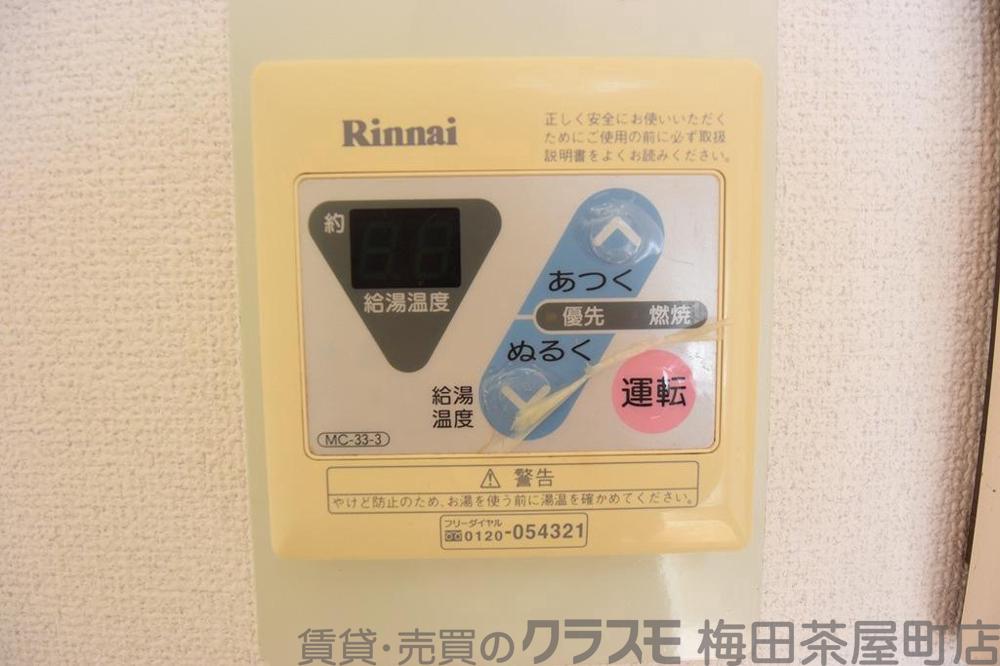 Rinnai
正しく安全にお使いいただく
ためにご使用の前に必ず取扱
説明書をよくお読みください。
約
88
給湯温度
あつく
優先 燃焼
ぬるく
給湯
温度
運転
MC-33-3
警告
やけど防止のため、お湯を使う前に湯温を確かめてください。
フリーダイヤル
0120-054321
賃貸・売買のクラスモ 梅田茶屋町店